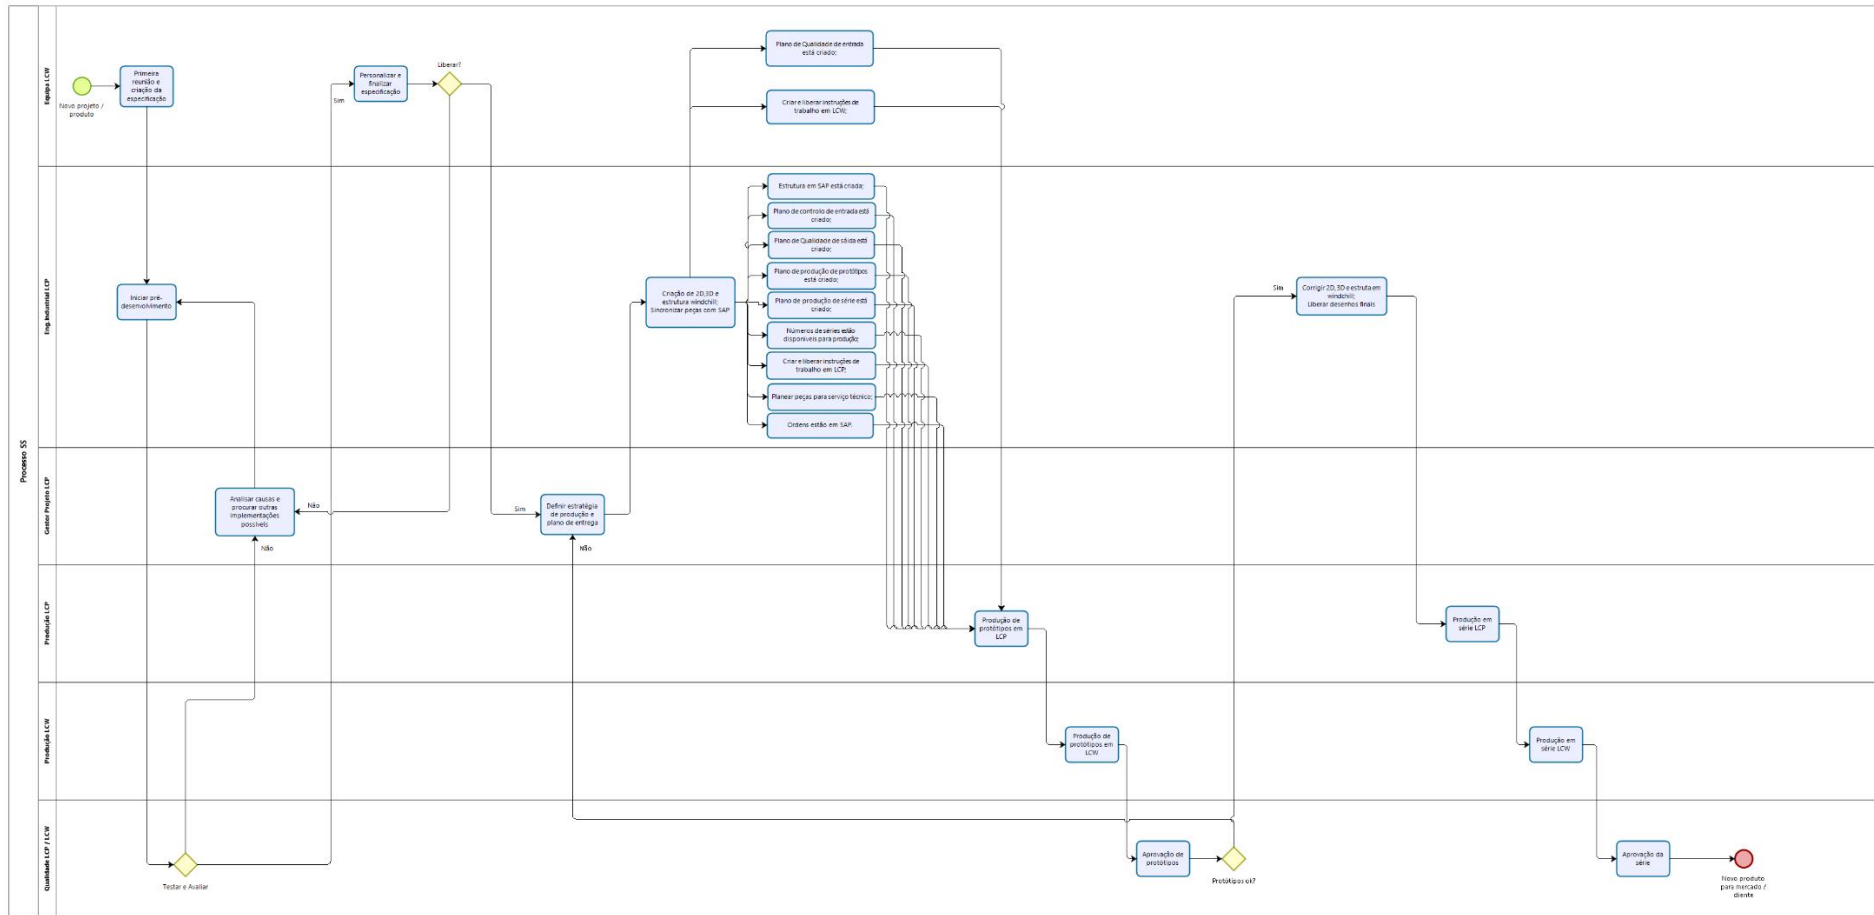 Processo SS
Equipa LCW
Novo projeto /
produto
Primeira
reunião e
criação da
especificação
Sim
Personalizar e
finalizar
especificação
Liberar?
Plano de Qualidade de entrada
está criado;
Criar e liberar instruções de
trabalho em LCW;
Eng.Industrial LCP
Iniciar pré-
desenvolvimento
Criação de 2D,3D e
estrutura windchill;
Sincronizar peças com SAP
Estrutura em SAP está criada;
Plano de controlo de entrada está
criado;
Plano de Qualidade de sáida está
criado;
Plano de produção de protótipos
está criado;
Plano de produção de série está
criado;
Números de séries estão
disponiveis para produção;
Criar e liberar instruções de
trabalho em LCP;
Planear peças para serviço técnico;
Ordens estão em SAP.
Sim
Corrigir 2D,3D e estruta em
windchill;
Liberar desenhos finais
Gestor Projeto LCP
Analisar causas e
procurar outras
implementações
possíveis
Não
Não
Sim
Definir estratégia
de produção e
plano de entrega
Não
Produção LCP
Produção de
protótipos em
LCP
Produção em
série LCP
Produção LCW
Produção de
protótipos em
LCW
Produção em
série LCW
Qualidade LCP / LCW
Testar e Avaliar
Aprovação de
protótipos
Protótipos ok?
Aprovação da
série
Novo produto
para mercado /
cliente